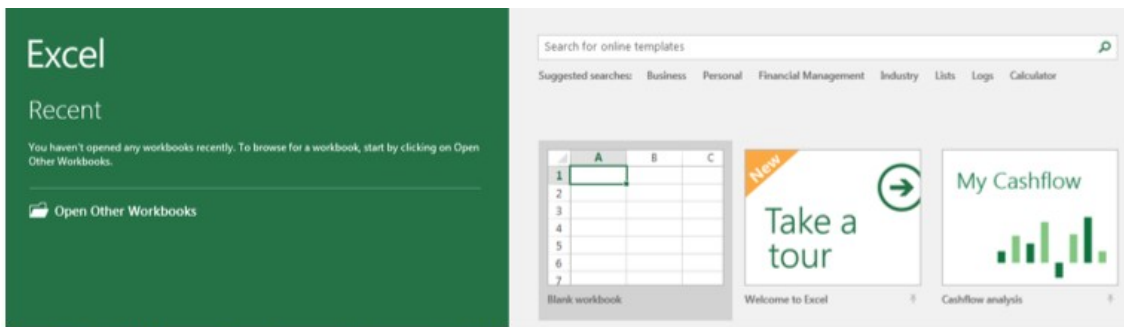 Excel
Recent
You haven't opened any workbooks recently. To browse for a workbook, start by clicking on Open
Other Workbooks.
Open Other Workbooks
Search for online templates
Suggested searches: Business Personal Financial Management Industry Lists Logs Calculator
A B C
1
2
3
4
5
6
7
Blank workbook
New
Take a
tour
Welcome to Excel
My Cashflow
Cashflow analysis